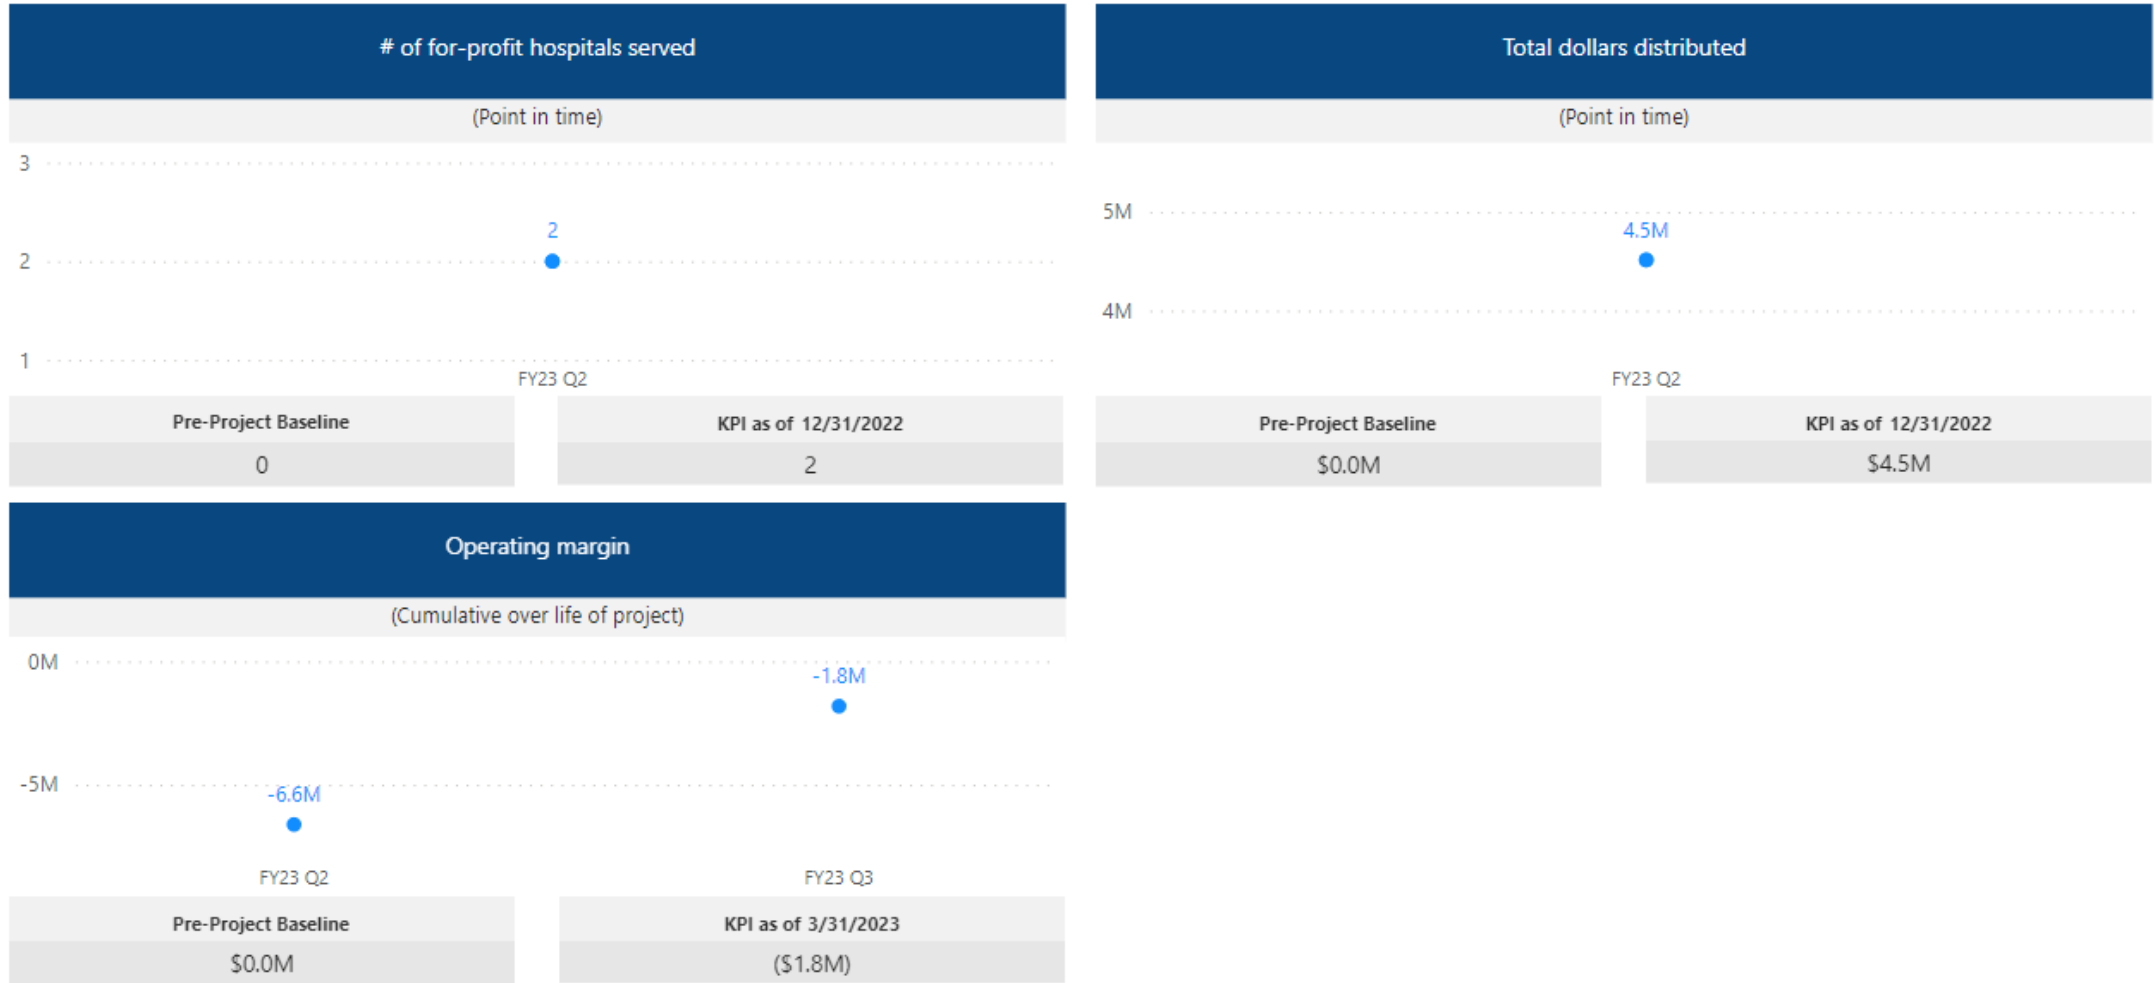 # of for-profit hospitals served
(Point in time)
3
2
2
1
FY23 Q2
Pre-Project Baseline
KPI as of 12/31/2022
0
2
Total dollars distributed
(Point in time)
5M
4.5M
4M
FY23 Q2
Pre-Project Baseline
KPI as of 12/31/2022
$0.0M
$4.5M
Operating margin
(Cumulative over life of project)
0M
-1.8M
-5M
-6.6M
FY23 Q2
FY23 Q3
Pre-Project Baseline
KPI as of 3/31/2023
$0.0M
($1.8M)